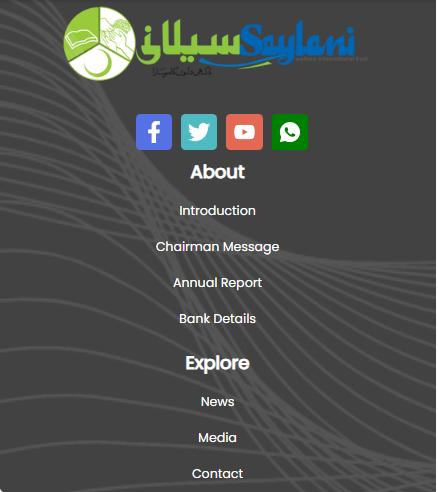 سیلانی Saylani
Welfare International Trust
About
Introduction
Chairman Message
Annual Report
Bank Details
Explore
News
Media
Contact